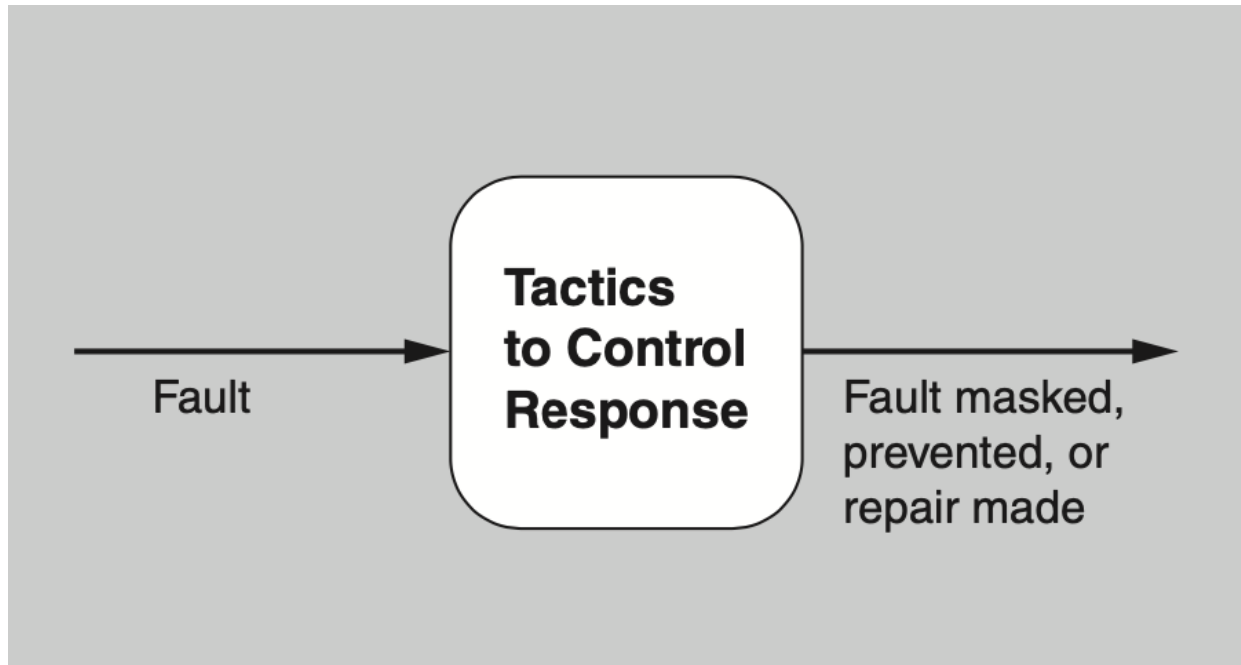 Fault
Tactics
to Control
Response
Fault masked,
prevented, or
repair made